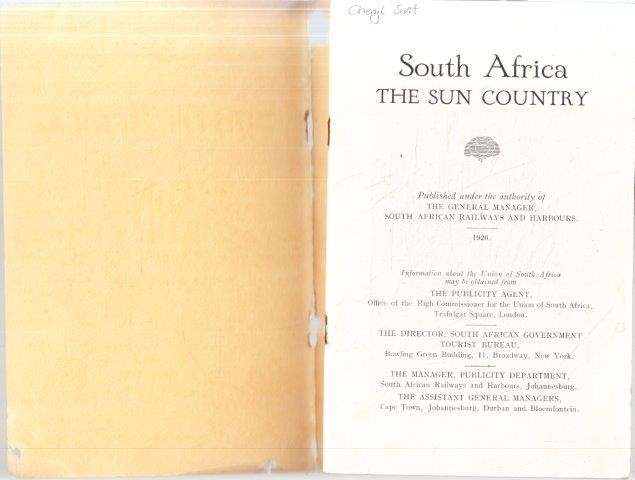 South Africa
THE SUN COUNTRY
Published under the authority of
THE GENERAL MANAGER,
SOUTH AFRICAN RAILWAYS AND HARBOURS.
1926.
Information about the Union of South Africa
may be obtained from
THE PUBLICITY AGENT,
Office of the High Commissioner for the Union of South Africa,
Trafalgar Square, London.
THE DIRECTOR, SOUTH AFRICAN GOVERNMENT
TOURIST BUREAU,
Bowling Green Building, 11, Broadway, New York.
THE MANAGER, PUBLICITY DEPARTMENT,
South African Railways and Harbours, Johannesburg.
THE ASSISTANT GENERAL MANAGERS,
Cape Town, Johannesburg, Durban and Bloemfontein.